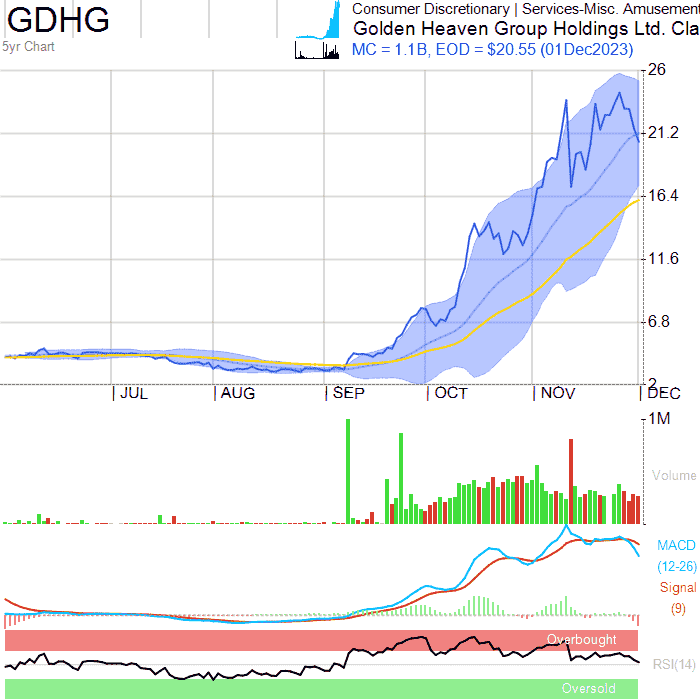 GDHG
5yr Chart
Consumer Discretionary | Services-Misc. Amusement
Golden Heaven Group Holdings Ltd. Cla
MC = 1.1B, EOD = $20.55 (01Dec2023)
26
21.2
16.4
11.6
6.8
2
JUL
AUG
SEP
OCT
NOV
DEC
1M
Volume
MACD
(12-26)
Signal
(9)
Overbought
RSI(14)
Oversold